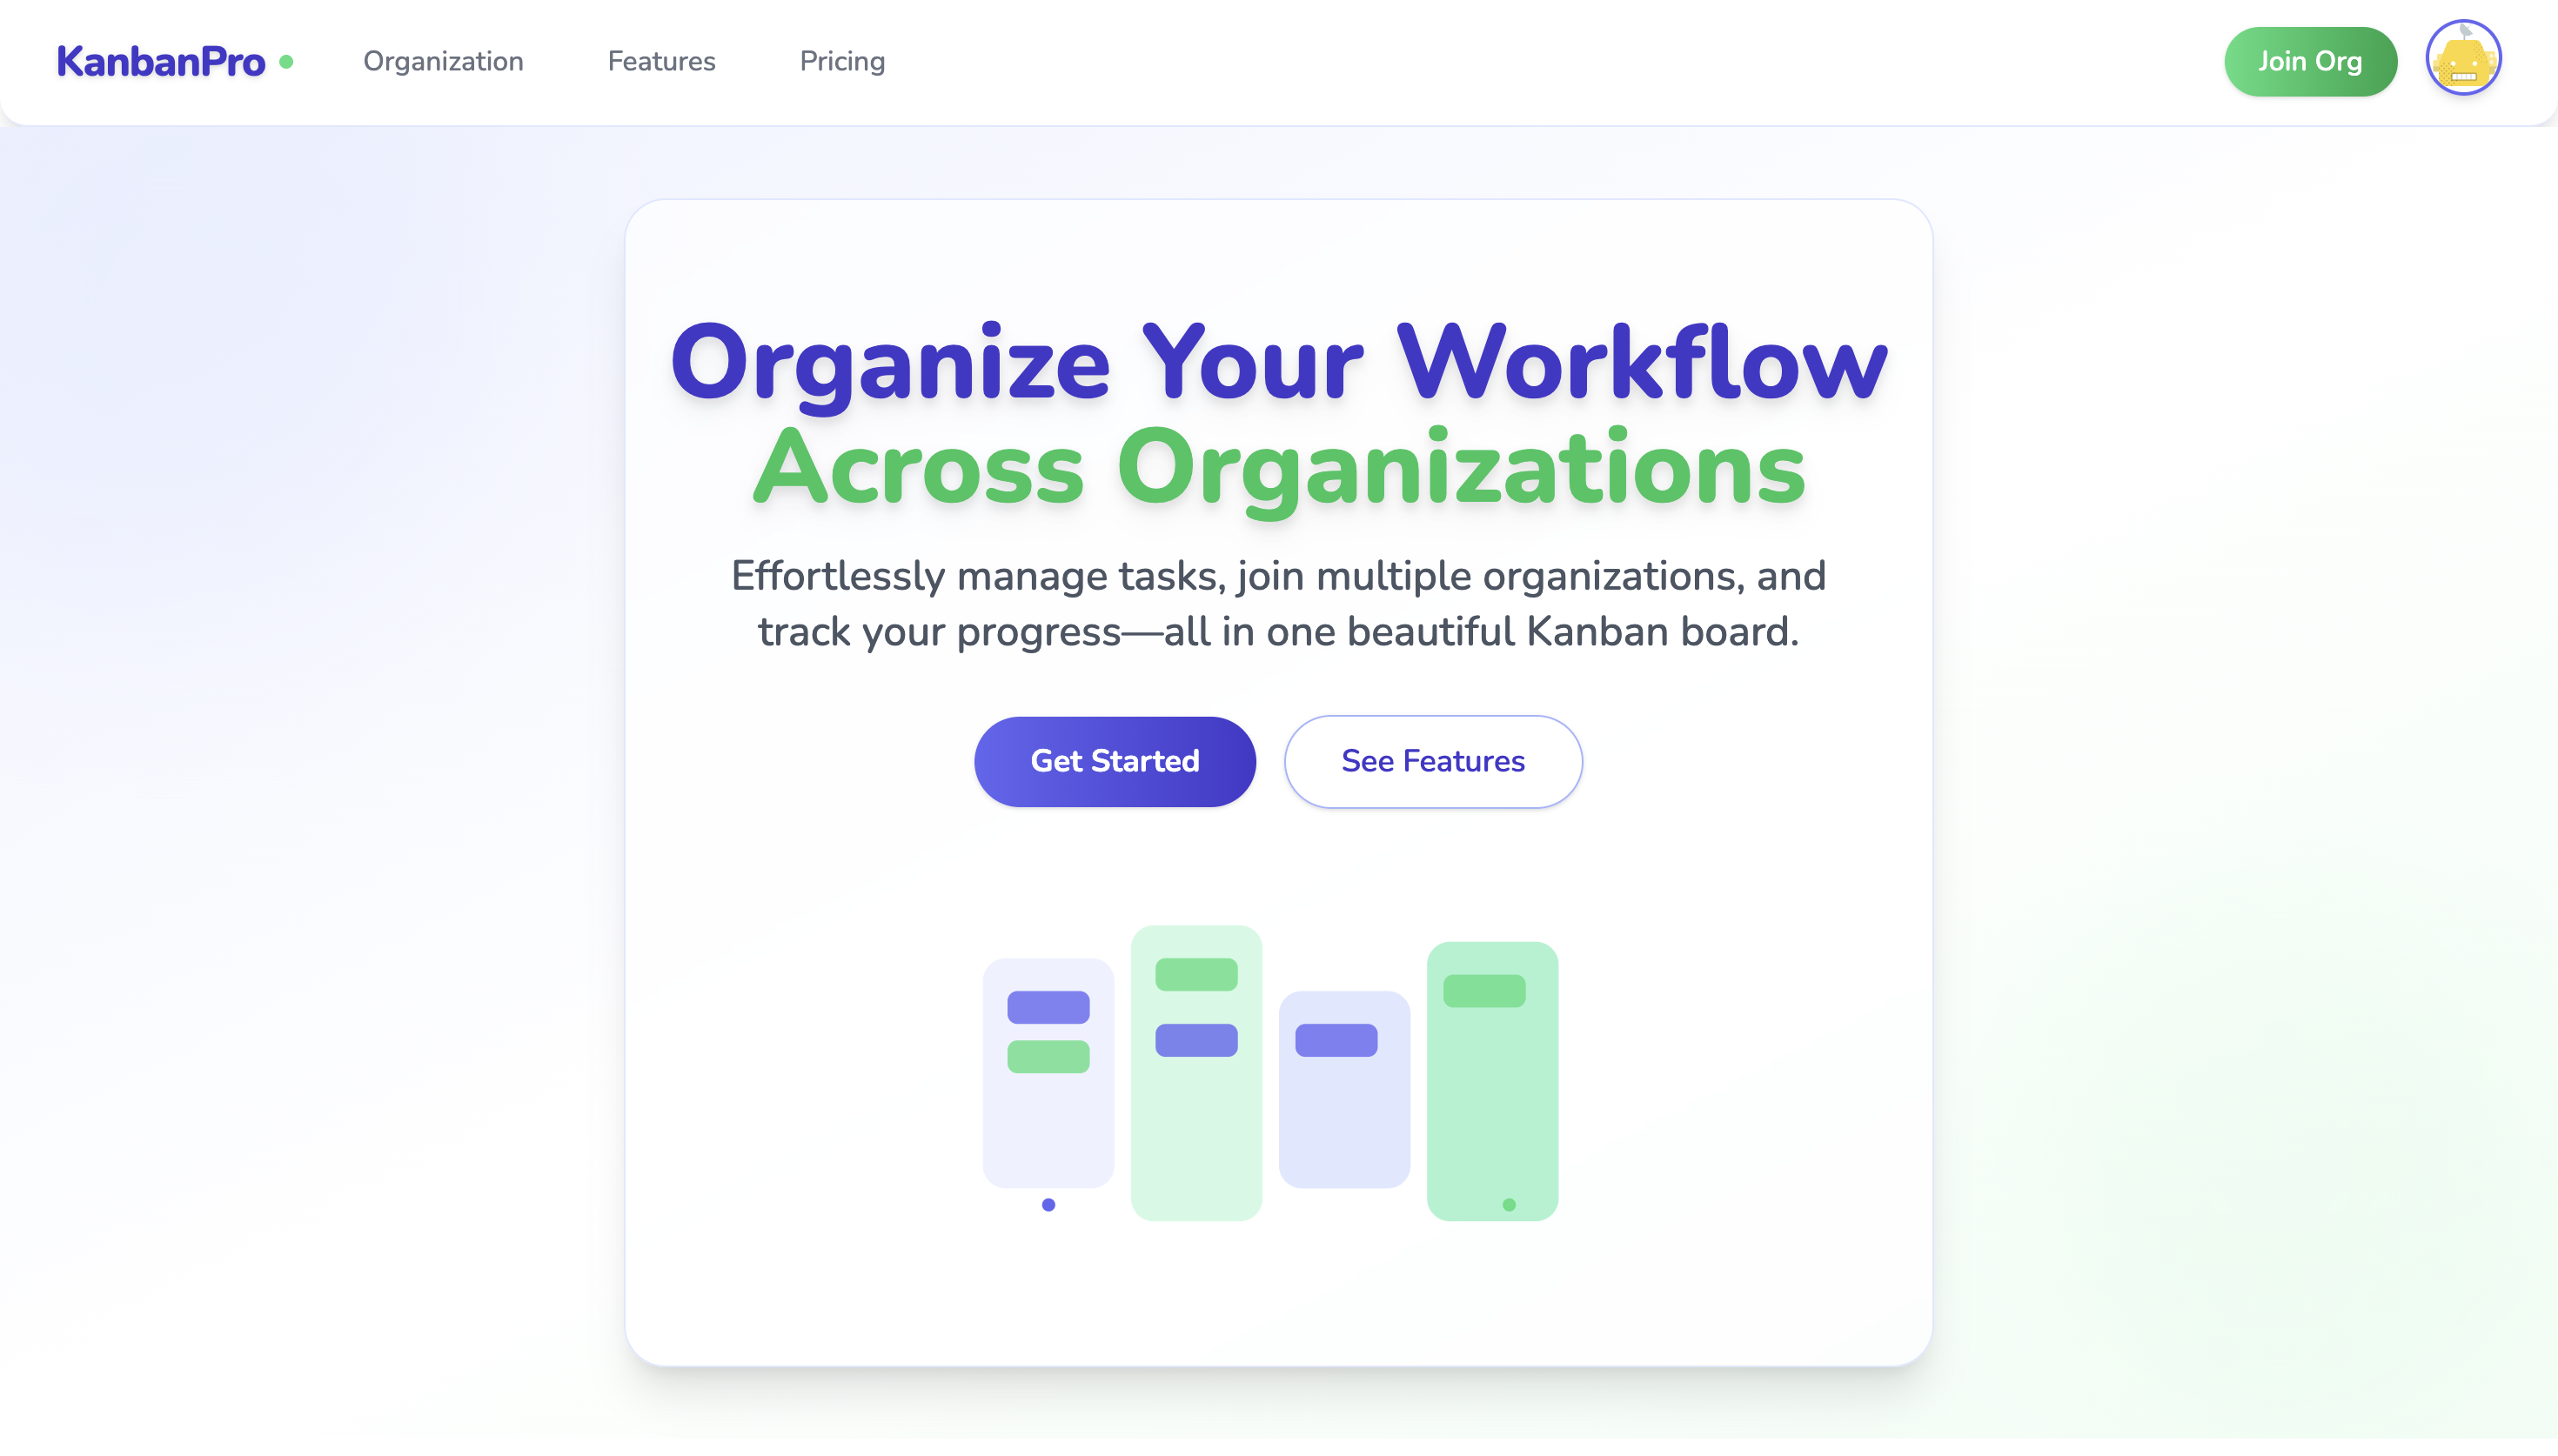 KanbanPro
Organization
Features
Pricing
Join Org
Organize Your Workflow
Across Organizations
Effortlessly manage tasks, join multiple organizations, and
track your progress—all in one beautiful Kanban board.
Get Started
See Features